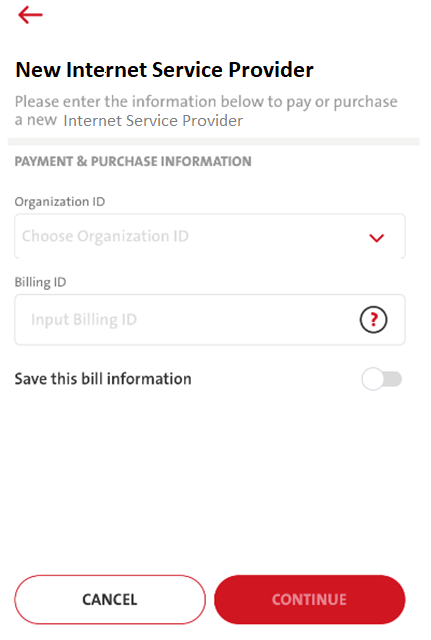 New Internet Service Provider
Please enter the information below to pay or purchase
a new Internet Service Provider
PAYMENT & PURCHASE INFORMATION
Organization ID
Choose Organization ID
Billing ID
Input Billing ID ?
Save this bill information
CANCEL CONTINUE